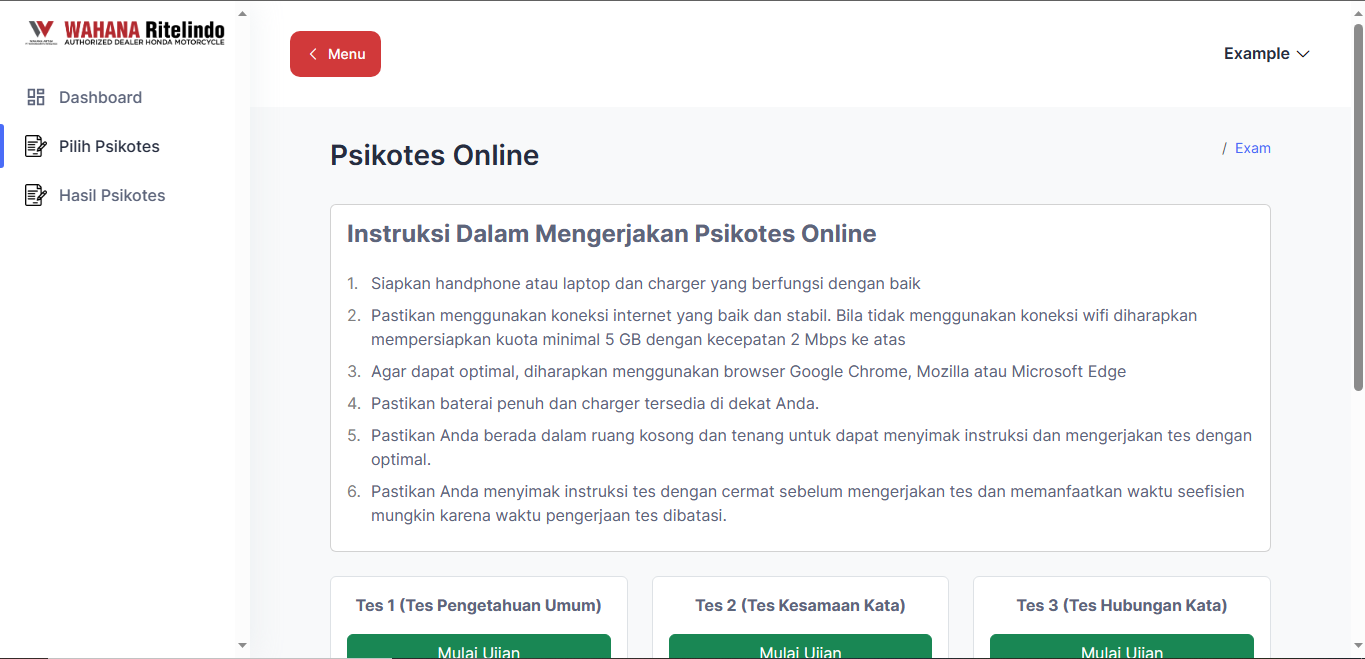 WAHANA Ritelindo
AUTHORIZED DEALER HONDA MOTORCYCLE
Menu
Example
Dashboard
Pilih Psikotes
Hasil Psikotes
Psikotes Online
/ Exam
Instruksi Dalam Mengerjakan Psikotes Online
1. Siapkan handphone atau laptop dan charger yang berfungsi dengan baik
2. Pastikan menggunakan koneksi internet yang baik dan stabil. Bila tidak menggunakan koneksi wifi diharapkan
mempersiapkan kuota minimal 5 GB dengan kecepatan 2 Mbps ke atas
3. Agar dapat optimal, diharapkan menggunakan browser Google Chrome, Mozilla atau Microsoft Edge
4. Pastikan baterai penuh dan charger tersedia di dekat Anda.
5. Pastikan Anda berada dalam ruang kosong dan tenang untuk dapat menyimak instruksi dan mengerjakan tes dengan
optimal.
6. Pastikan Anda menyimak instruksi tes dengan cermat sebelum mengerjakan tes dan memanfaatkan waktu seefisien
mungkin karena waktu pengerjaan tes dibatasi.
Tes 1 (Tes Pengetahuan Umum)
Mulai Ujian
Tes 2 (Tes Kesamaan Kata)
Mulai Ujian
Tes 3 (Tes Hubungan Kata)
Mulai Ujian